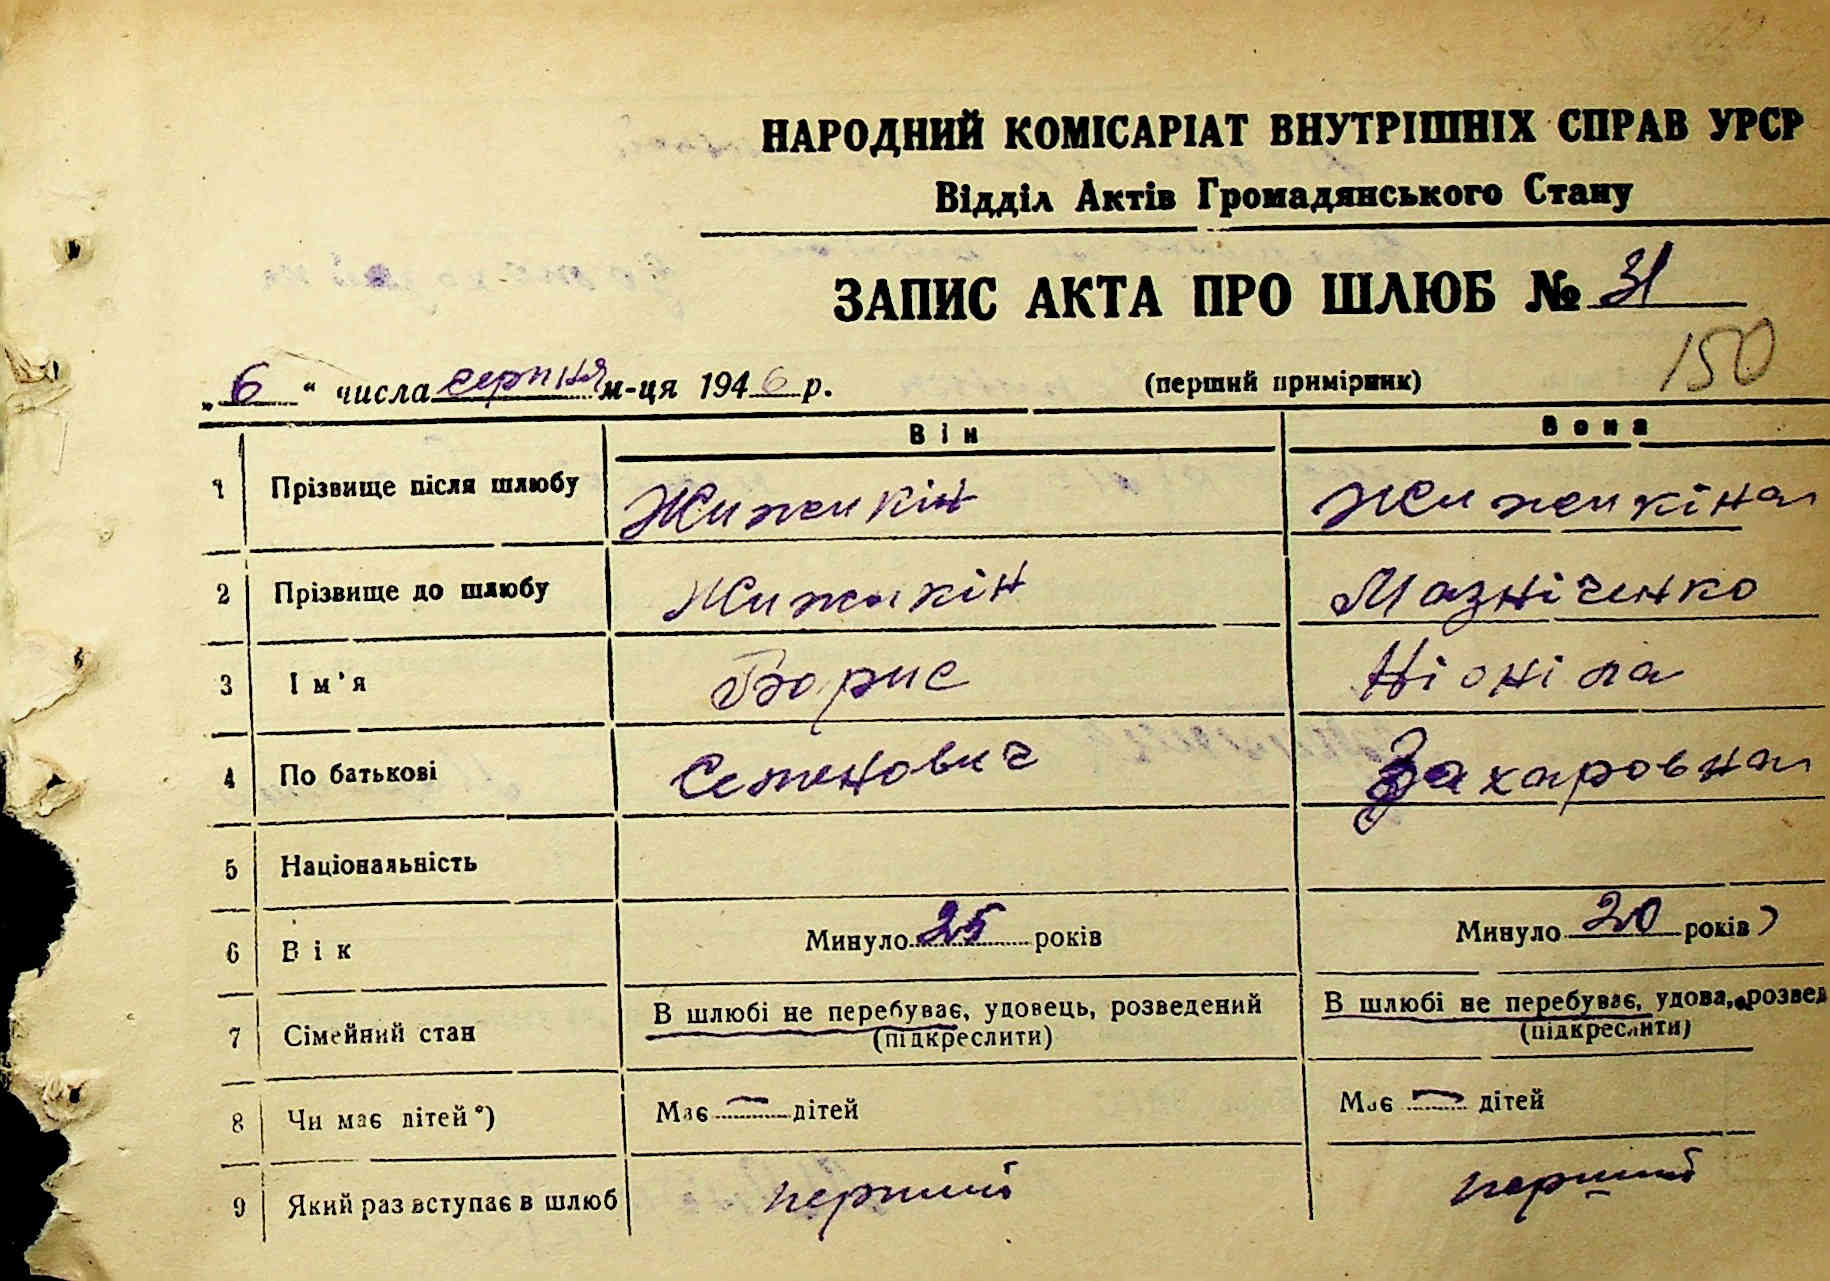 НАРОДНИЙ КОМІСАРІАТ ВНУТРІШНІХ СПРАВ УРСР
Відділ Актів Громадянського Стану
ЗАПИС АКТА ПРО ШЛЮБ № 31
150
„6“ числа серпня м-ця 1946 р. (перший примірник)
Він Вона
1 Прізвище після шлюбу Жижикін Жижикіна
2 Прізвище до шлюбу Жижикін Мазніченко
3 Ім'я Борис Ніоніла
4 По батькові Семенович Захаровна
5 Національність
6 Вік Минуло 25 років Минуло 20 років
7 Сімейний стан В шлюбі не перебуває, удовець, розведений (підкреслити) В шлюбі не перебуває, удова, розвед (підкреслити)
8 Чи має дітей*) Має — дітей Має — дітей
9 Який раз вступає в шлюб перший перший